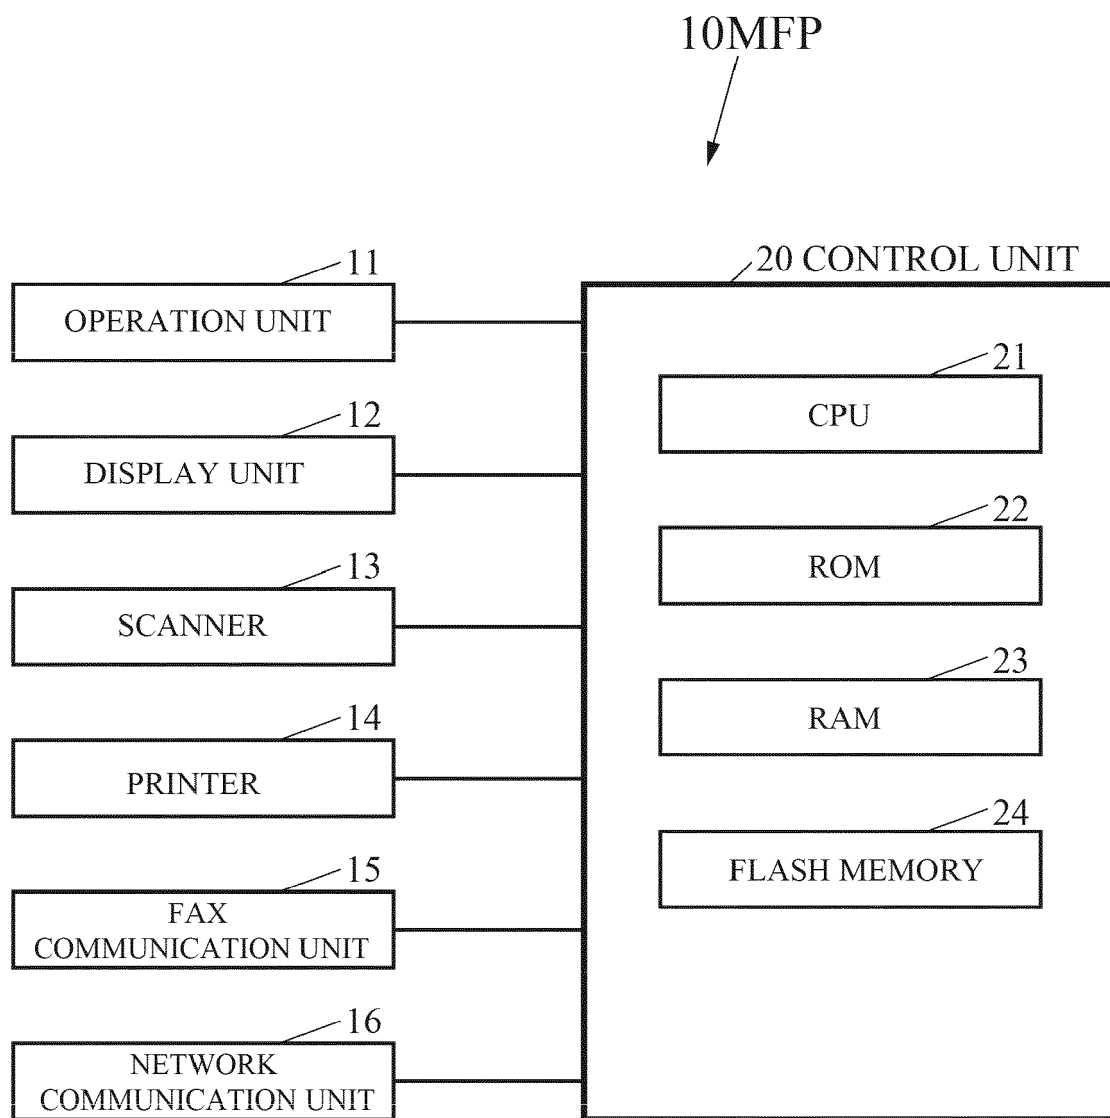 10MFP
20 CONTROL UNIT
11
OPERATION UNIT
12
DISPLAY UNIT
13
SCANNER
14
PRINTER
15
FAX
COMMUNICATION UNIT
16
NETWORK
COMMUNICATION UNIT
21
CPU
22
ROM
23
RAM
24
FLASH MEMORY